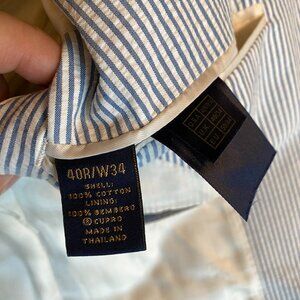 40R/W34
SHELL:
100% COTTON
LINING:
100% BEMBERG
® CUPRO
MADE IN
THAILAND